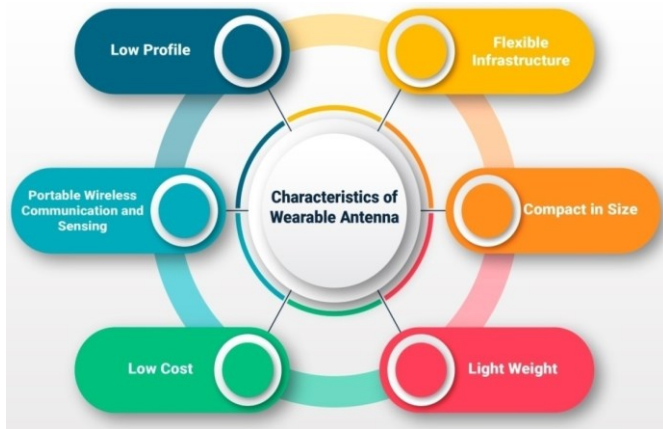 Low Profile
Flexible
Infrastructure
Portable Wireless
Communication and
Sensing
Characteristics of
Wearable Antenna
Compact in Size
Low Cost
Light Weight